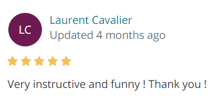 LC
Laurent Cavalier
Updated 4 months ago
Very instructive and funny ! Thank you !